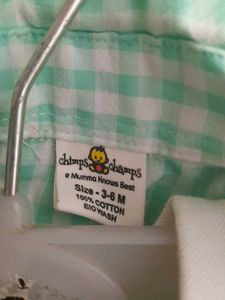 chimps champs
# Mumma Knows Best
Size - 3-6 M
100% COTTON
BIO WASH